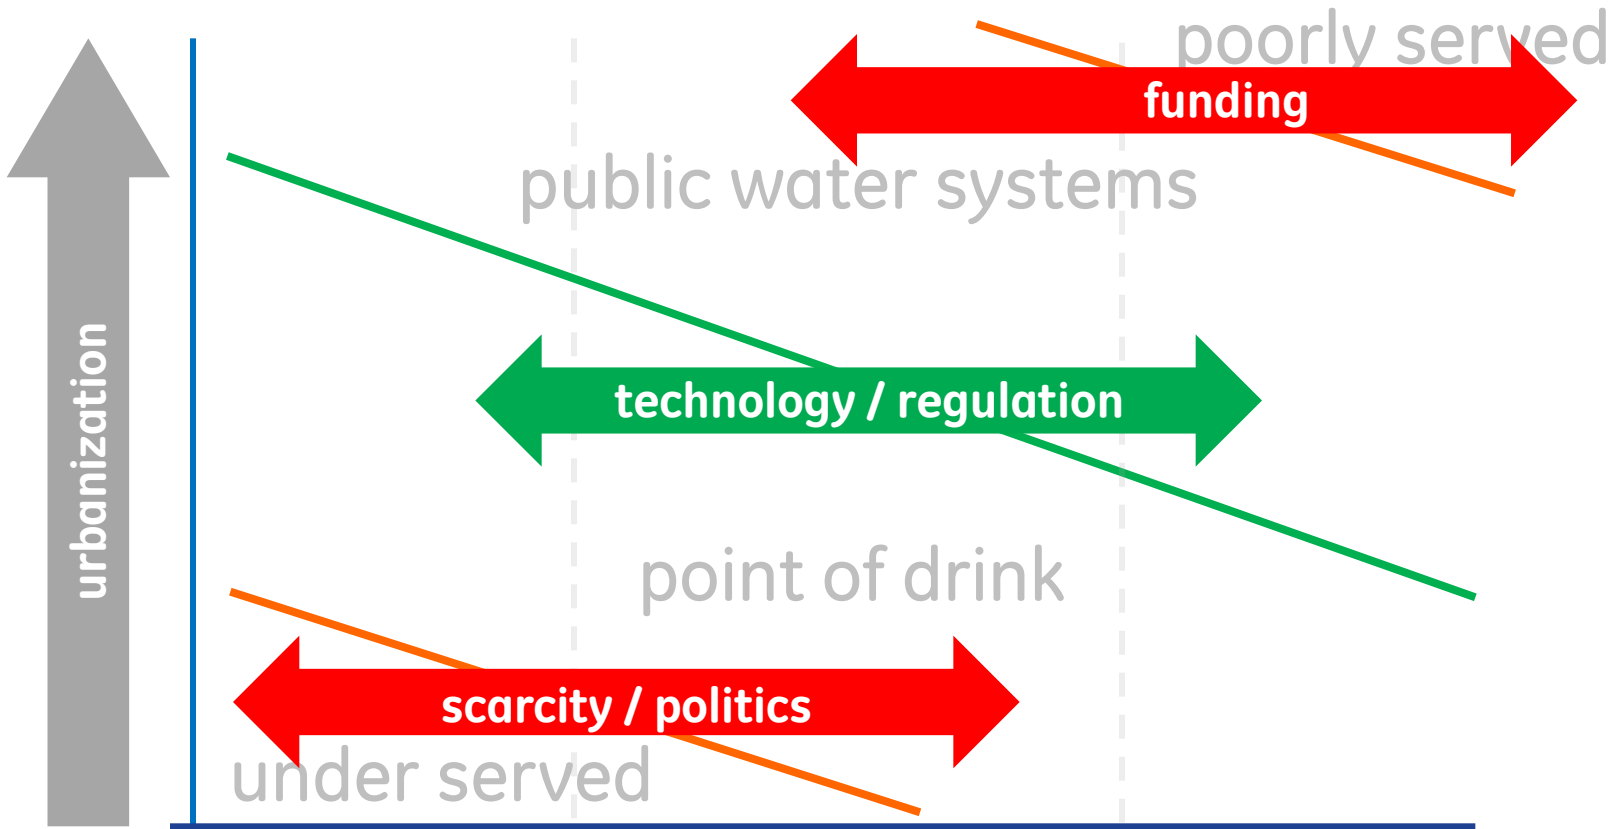 poorly served
funding
public water systems
urbanization
technology / regulation
point of drink
scarcity / politics
under served